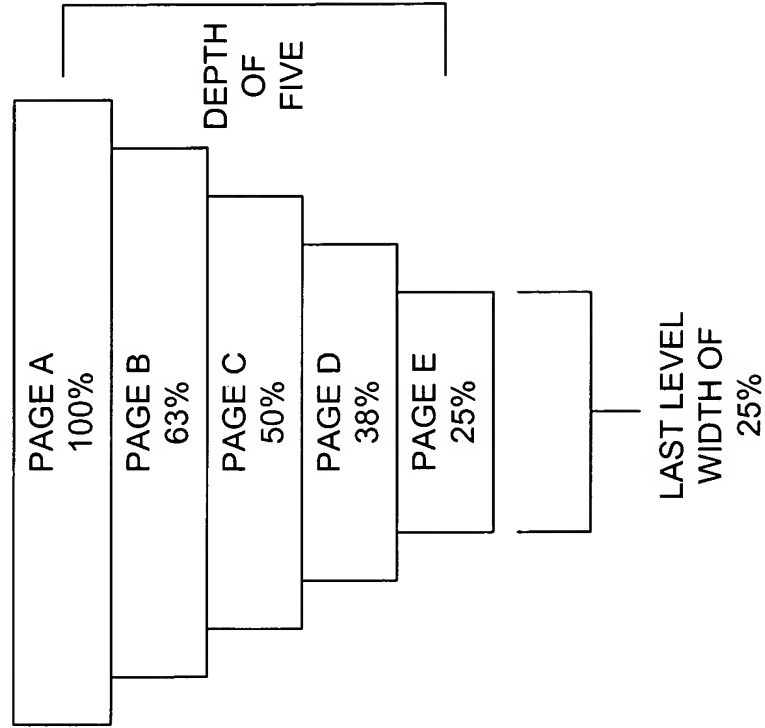 PAGE A
100%
PAGE B
63%
PAGE C
50%
PAGE D
38%
PAGE E
25%
DEPTH
OF
FIVE
LAST LEVEL
WIDTH OF
25%